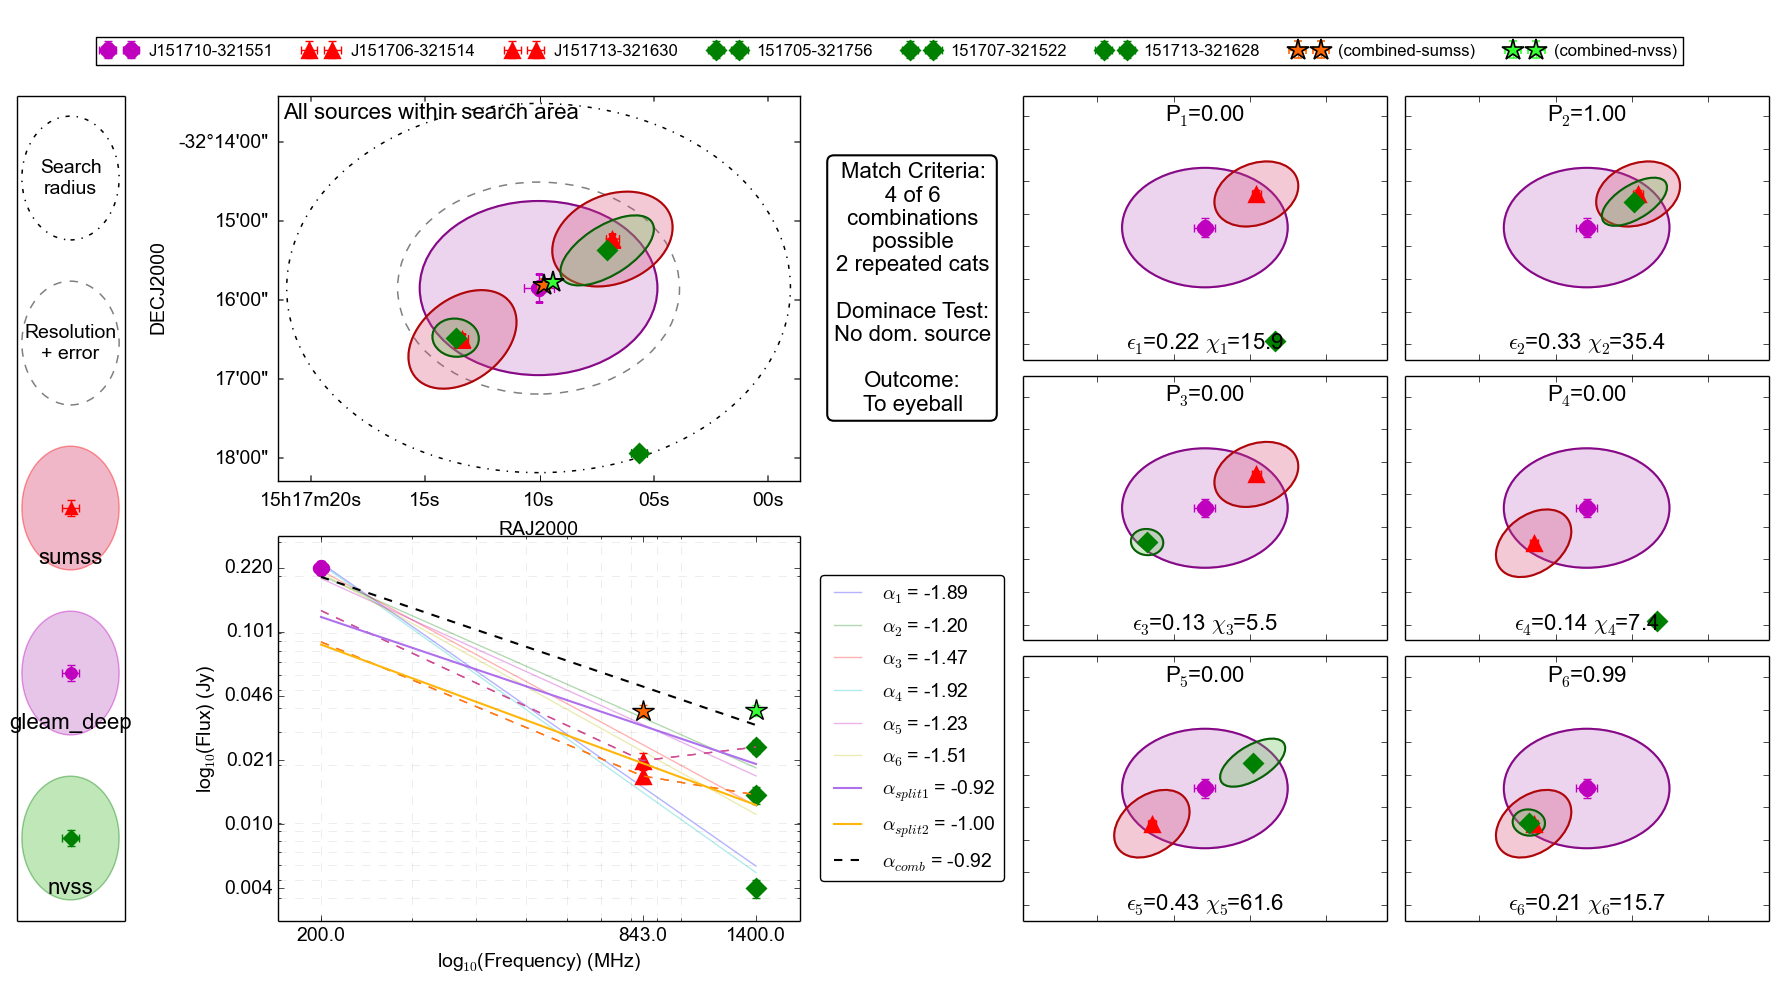 J151710-321551 J151706-321514 J151713-321630 151705-321756 151707-321522 151713-321628 (combined-sumss) (combined-nvss)
Search
radius
Resolution
+ error
sumss
gleam_deep
nvss
All sources within search area
-32°14'00"
15'00"
16'00"
17'00"
18'00"
DECJ2000
15h17m20s 15s 10s 05s 00s
RAJ2000
Match Criteria:
4 of 6
combinations
possible
2 repeated cats
Dominace Test:
No dom. source
Outcome:
To eyeball
0.220
0.101
0.046
0.021
0.010
0.004
log₁₀(Flux) (Jy)
200.0 843.0 1400.0
log₁₀(Frequency) (MHz)
α₁ = -1.89
α₂ = -1.20
α₃ = -1.47
α₄ = -1.92
α₅ = -1.23
α₆ = -1.51
α_split1 = -0.92
α_split2 = -1.00
α_comb = -0.92
P₁=0.00
ϵ₁=0.22 χ₁=15.9
P₂=1.00
ϵ₂=0.33 χ₂=35.4
P₃=0.00
ϵ₃=0.13 χ₃=5.5
P₄=0.00
ϵ₄=0.14 χ₄=7.4
P₅=0.00
ϵ₅=0.43 χ₅=61.6
P₆=0.99
ϵ₆=0.21 χ₆=15.7